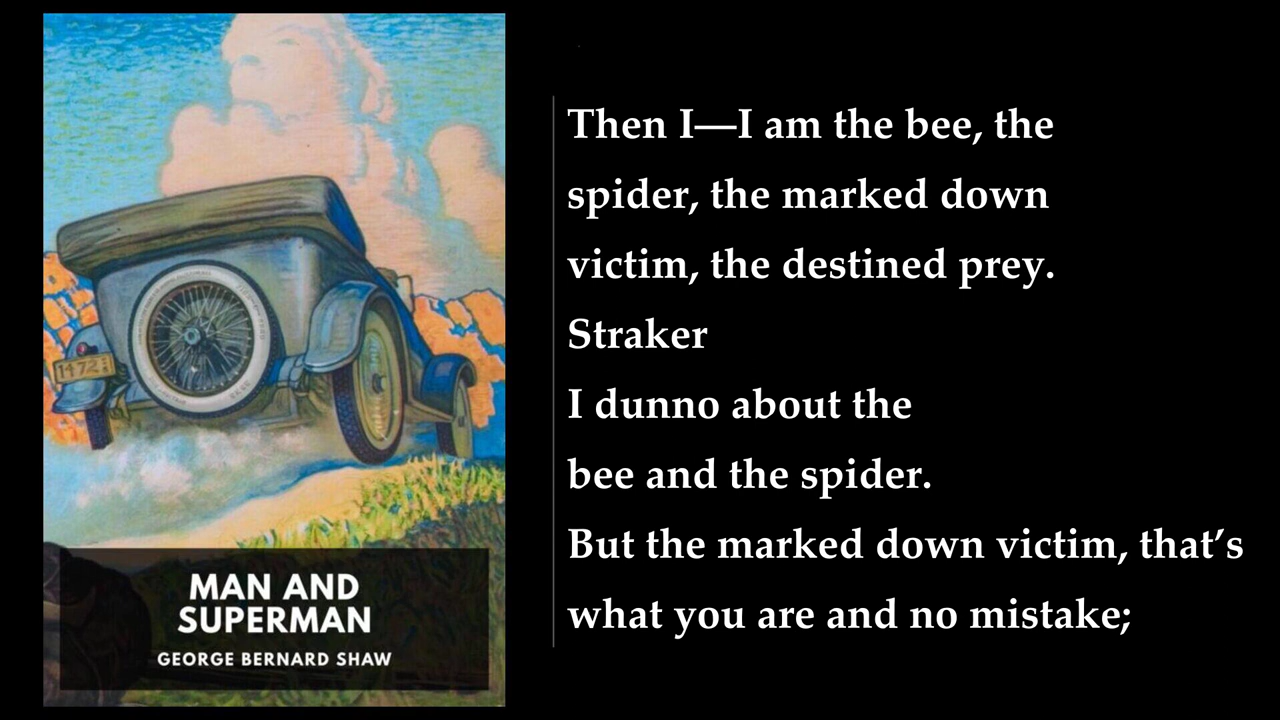 1472
MAN AND
SUPERMAN
GEORGE BERNARD SHAW
Then I—I am the bee, the
spider, the marked down
victim, the destined prey.
Straker
I dunno about the
bee and the spider.
But the marked down victim, that’s
what you are and no mistake;